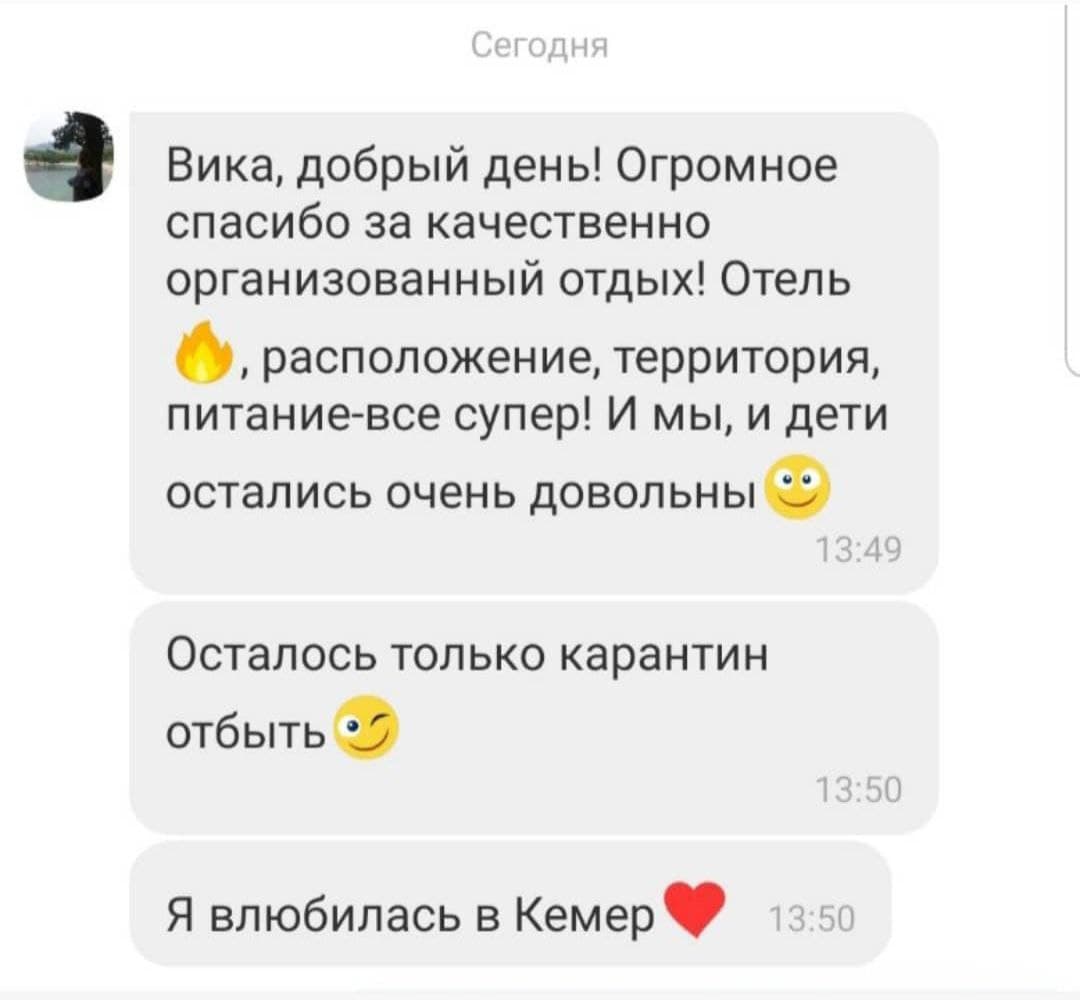 Сегодня
Вика, добрый день! Огромное
спасибо за качественно
организованный отдых! Отель
🔥, расположение, территория,
питание-все супер! И мы, и дети
остались очень довольны🙂
13:49
Осталось только карантин
отбыть😉
13:50
Я влюбилась в Кемер❤ 13:50